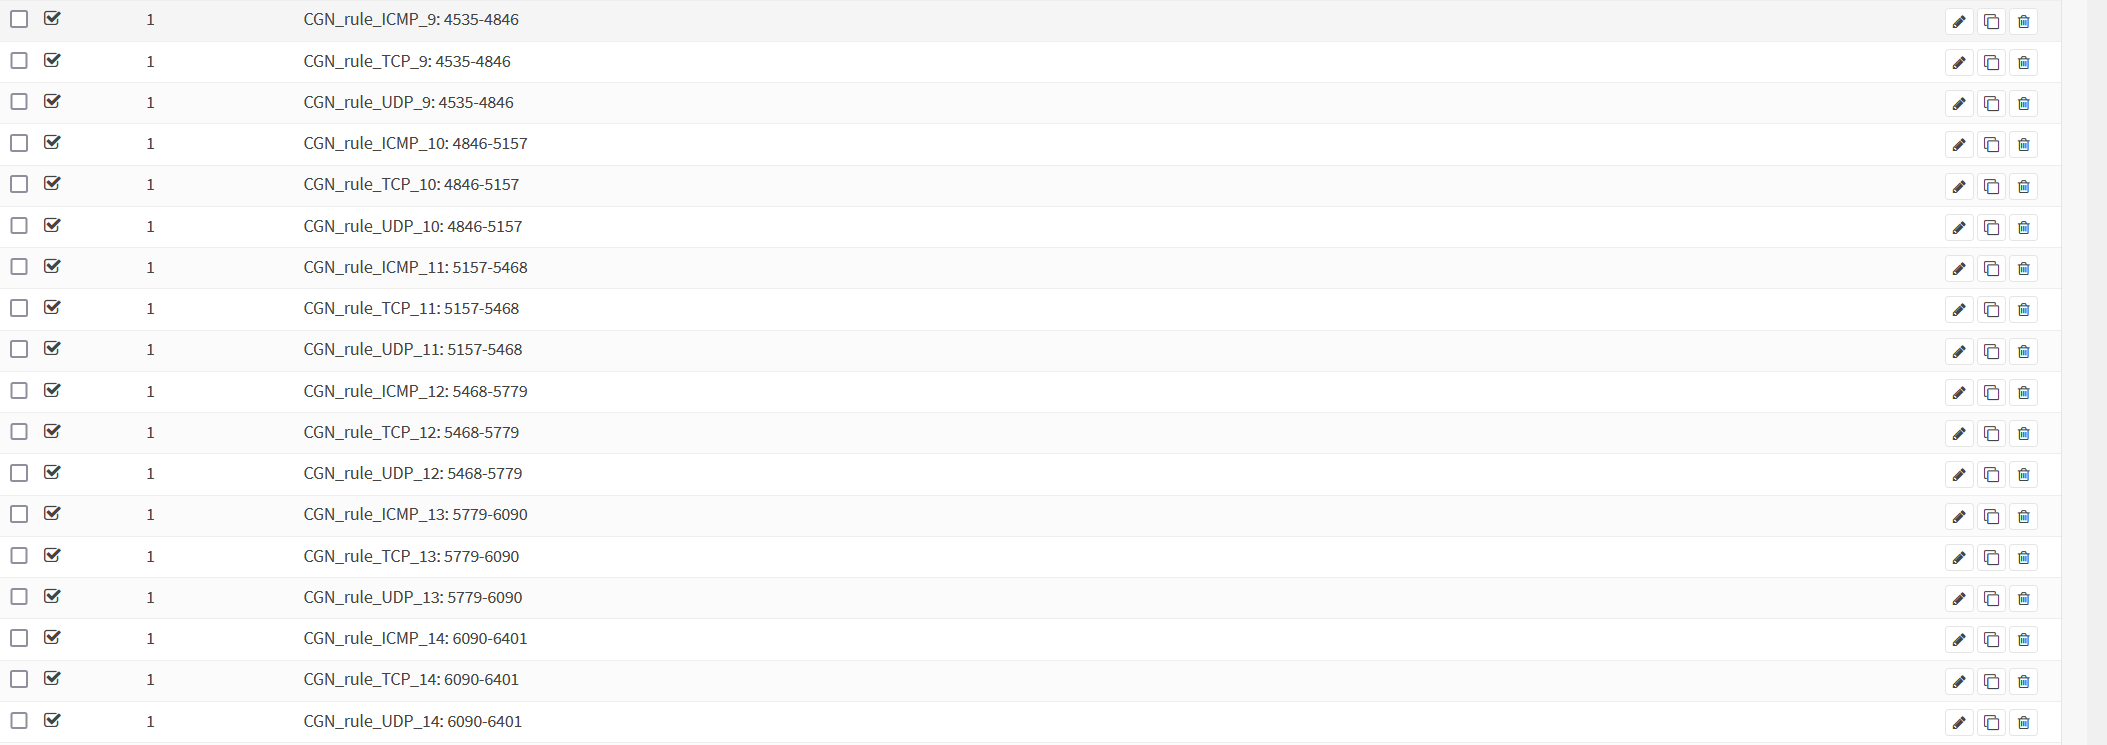 1 CGN_rule_ICMP_9: 4535-4846
1 CGN_rule_TCP_9: 4535-4846
1 CGN_rule_UDP_9: 4535-4846
1 CGN_rule_ICMP_10: 4846-5157
1 CGN_rule_TCP_10: 4846-5157
1 CGN_rule_UDP_10: 4846-5157
1 CGN_rule_ICMP_11: 5157-5468
1 CGN_rule_TCP_11: 5157-5468
1 CGN_rule_UDP_11: 5157-5468
1 CGN_rule_ICMP_12: 5468-5779
1 CGN_rule_TCP_12: 5468-5779
1 CGN_rule_UDP_12: 5468-5779
1 CGN_rule_ICMP_13: 5779-6090
1 CGN_rule_TCP_13: 5779-6090
1 CGN_rule_UDP_13: 5779-6090
1 CGN_rule_ICMP_14: 6090-6401
1 CGN_rule_TCP_14: 6090-6401
1 CGN_rule_UDP_14: 6090-6401